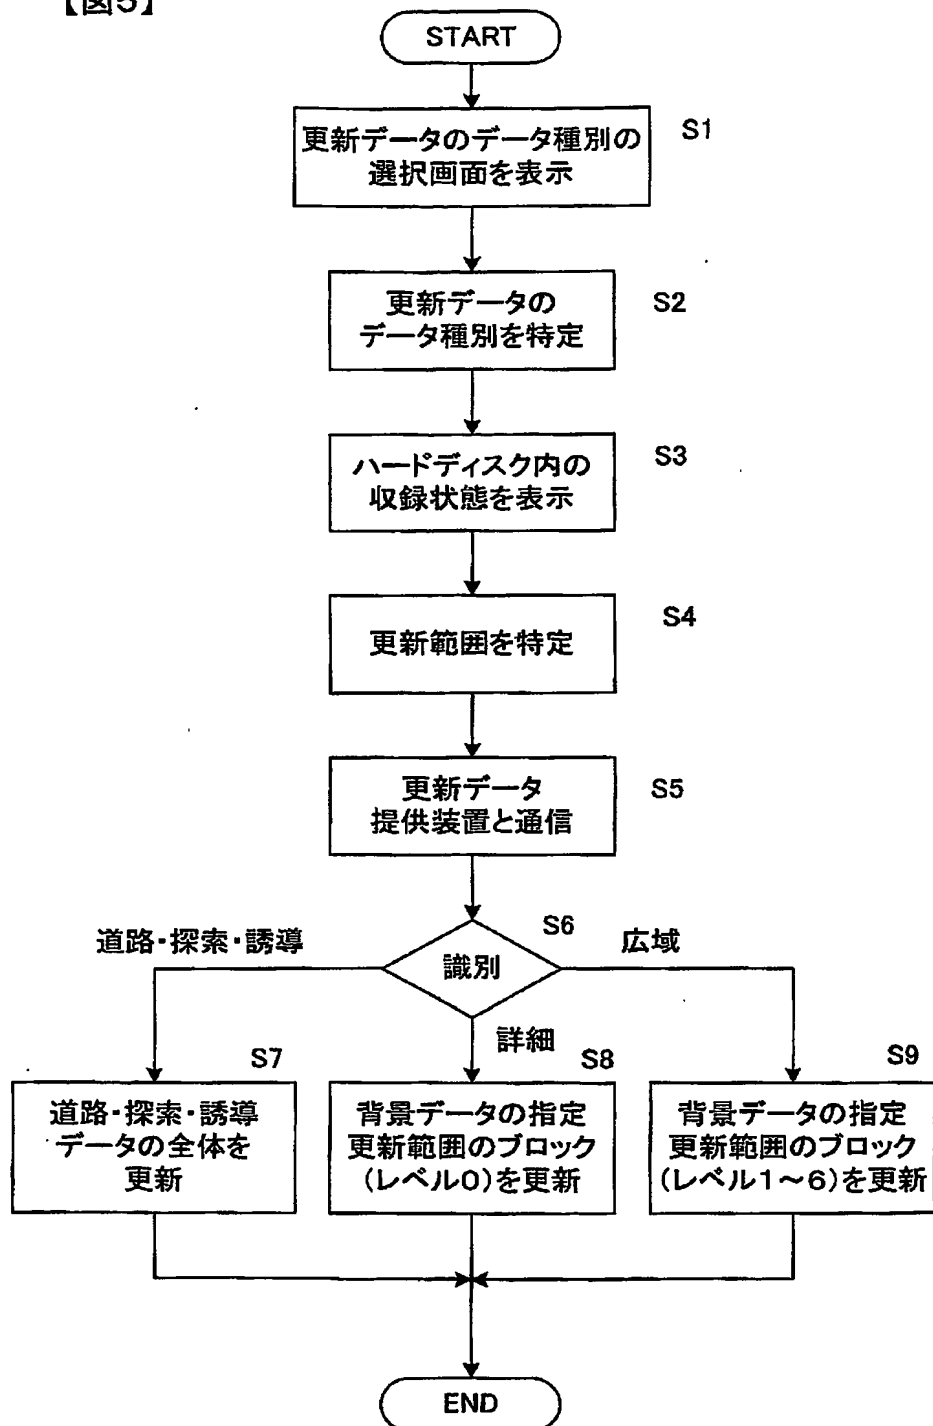 【図5】
START
S1
更新データのデータ種別の
選択画面を表示
S2
更新データの
データ種別を特定
S3
ハードディスク内の
収録状態を表示
S4
更新範囲を特定
S5
更新データ
提供装置と通信
S6
識別
道路・探索・誘導
広域
詳細
S7
道路・探索・誘導
データの全体を
更新
S8
背景データの指定
更新範囲のブロック
(レベル0)を更新
S9
背景データの指定
更新範囲のブロック
(レベル1～6)を更新
END